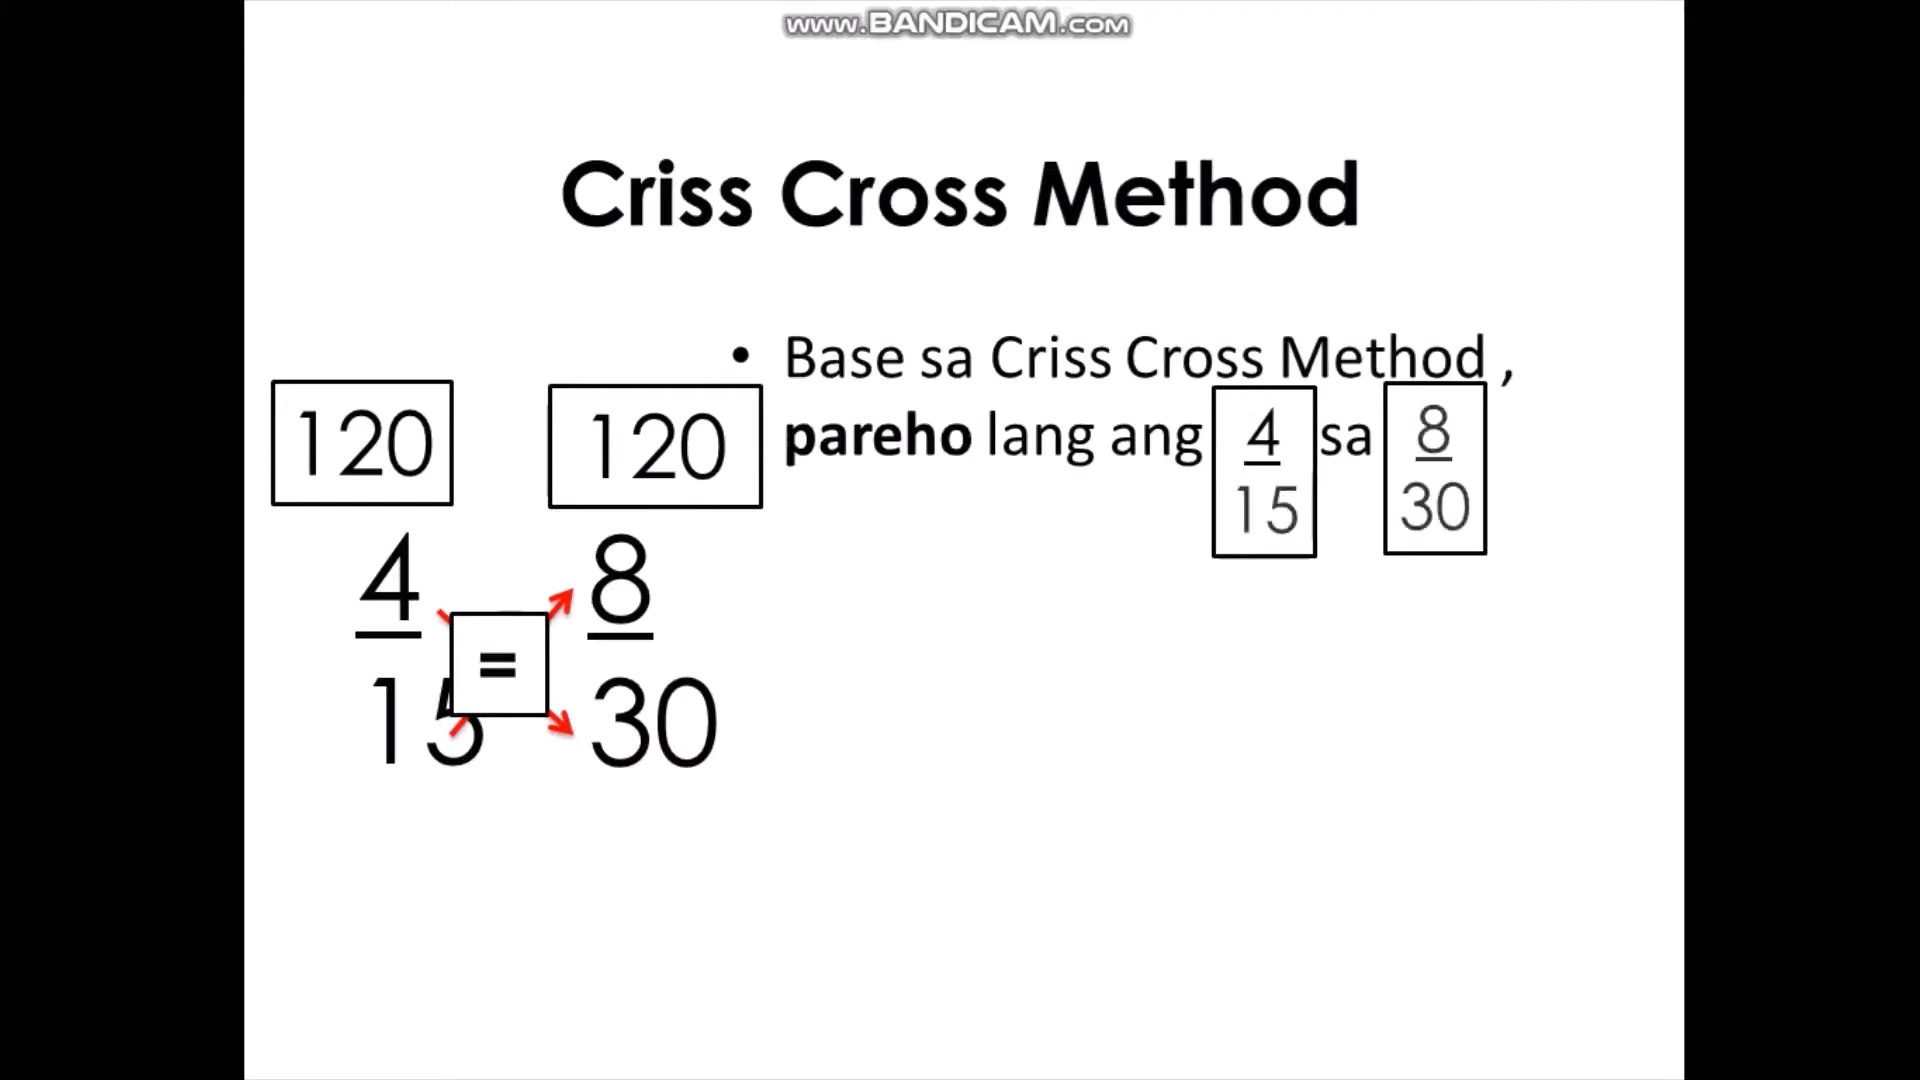 www.BANDICAM.com
Criss Cross Method
• Base sa Criss Cross Method ,
pareho lang ang 4 sa 8
15 30
120 120
4 8
=
15 30